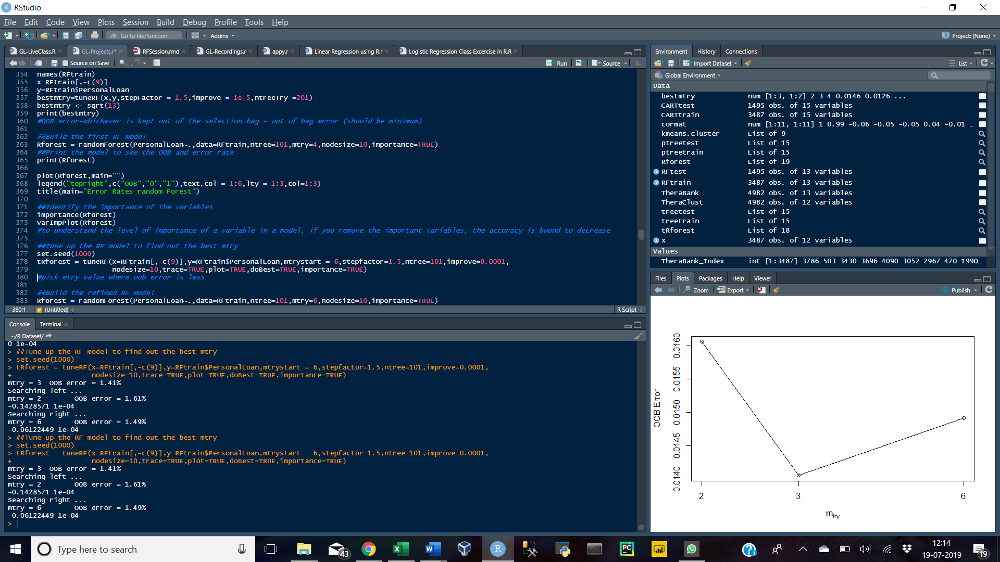 RStudio
File Edit Code View Plots Session Build Debug Profile Tools Help
Go to file/function Addins Project: (None)
GL-LiveClass.R GL-Projects.r* RFSession.rmd GL-Recordings.r appy.r Linear Regression using R.r Logistic Regression Class Excercise in R.R
Source on Save Run Source
354 names(RFtrain)
355 x=RFtrain[,-c(9)]
356 y=RFtrain$PersonalLoan
357 bestmtry=tuneRF(x,y,stepFactor = 1.5,improve = 1e-5,ntreeTry =201)
358 bestmtry <- sqrt(13)
359 print(bestmtry)
360 #OOB error-whichever is kept out of the selection bag - out of bag error (should be minimum)
361
362 ##Build the first RF model
363 Rforest = randomForest(PersonalLoan~.,data=RFtrain,ntree=101,mtry=4,nodesize=10,importance=TRUE)
364 ##Print the model to see the OOB and error rate
365 print(Rforest)
366
367 plot(Rforest,main="")
368 legend("topright",c("OOB","0","1"),text.col = 1:6,lty = 1:3,col=1:3)
369 title(main="Error Rates random Forest")
370
371 ##Identify the importance of the variables
372 importance(Rforest)
373 varImpPlot(Rforest)
374 #to understand the level of importance of a variable in a model, if you remove the important variables, the accuracy is bound to decrease
375
376 ##Tune up the RF model to find out the best mtry
377 set.seed(1000)
378 tRforest = tuneRF(x=RFtrain[,-c(9)],y=RFtrain$PersonalLoan,mtrystart = 6,stepfactor=1.5,ntree=101,improve=0.0001,
379 nodesize=10,trace=TRUE,plot=TRUE,doBest=TRUE,importance=TRUE)
380 #pick mtry value where oob error is less
381
382 ##Build the refined RF model
383 Rforest = randomForest(PersonalLoan~.,data=RFtrain,ntree=101,mtry=6,nodesize=10,importance=TRUE)
380:1 # (Untitled) R Script
Console Terminal
~/R Dataset/
0 1e-04
> ##Tune up the RF model to find out the best mtry
> set.seed(1000)
> tRforest = tuneRF(x=RFtrain[,-c(9)],y=RFtrain$PersonalLoan,mtrystart = 6,stepfactor=1.5,ntree=101,improve=0.0001,
+ nodesize=10,trace=TRUE,plot=TRUE,doBest=TRUE,importance=TRUE)
mtry = 3 OOB error = 1.41%
Searching left ...
mtry = 2 OOB error = 1.61%
-0.1428571 1e-04
Searching right ...
mtry = 6 OOB error = 1.49%
-0.06122449 1e-04
> ##Tune up the RF model to find out the best mtry
> set.seed(1000)
> tRforest = tuneRF(x=RFtrain[,-c(9)],y=RFtrain$PersonalLoan,mtrystart = 6,stepfactor=1.5,ntree=101,improve=0.0001,
+ nodesize=10,trace=TRUE,plot=TRUE,doBest=TRUE,importance=TRUE)
mtry = 3 OOB error = 1.41%
Searching left ...
mtry = 2 OOB error = 1.61%
-0.1428571 1e-04
Searching right ...
mtry = 6 OOB error = 1.49%
-0.06122449 1e-04
>
Environment History Connections
Import Dataset List
Global Environment
Data
bestmtry num [1:3, 1:2] 2 3 4 0.0146 0.0126 ...
CARTtest 1495 obs. of 15 variables
CARTtrain 3487 obs. of 15 variables
cormat num [1:11, 1:11] 1 0.99 -0.06 -0.05 -0.05 0.04 -0.01 ...
kmeans.cluster List of 9
ptreetest List of 15
ptreetrain List of 15
Rforest List of 19
RFtest 1495 obs. of 13 variables
RFtrain 3487 obs. of 13 variables
TheraBank 4982 obs. of 13 variables
TheraClust 4982 obs. of 12 variables
treetest List of 15
treetrain List of 15
tRforest List of 18
x 3487 obs. of 12 variables
Values
TheraBank_Index int [1:3487] 3786 503 3430 3696 4090 3052 2967 470 1990...
Files Plots Packages Help Viewer
Zoom Export Publish
OOB Error
0.0160
0.0155
0.0150
0.0145
0.0140
2 3 6
mtry
Type here to search
43
12:14
19-07-2019
19